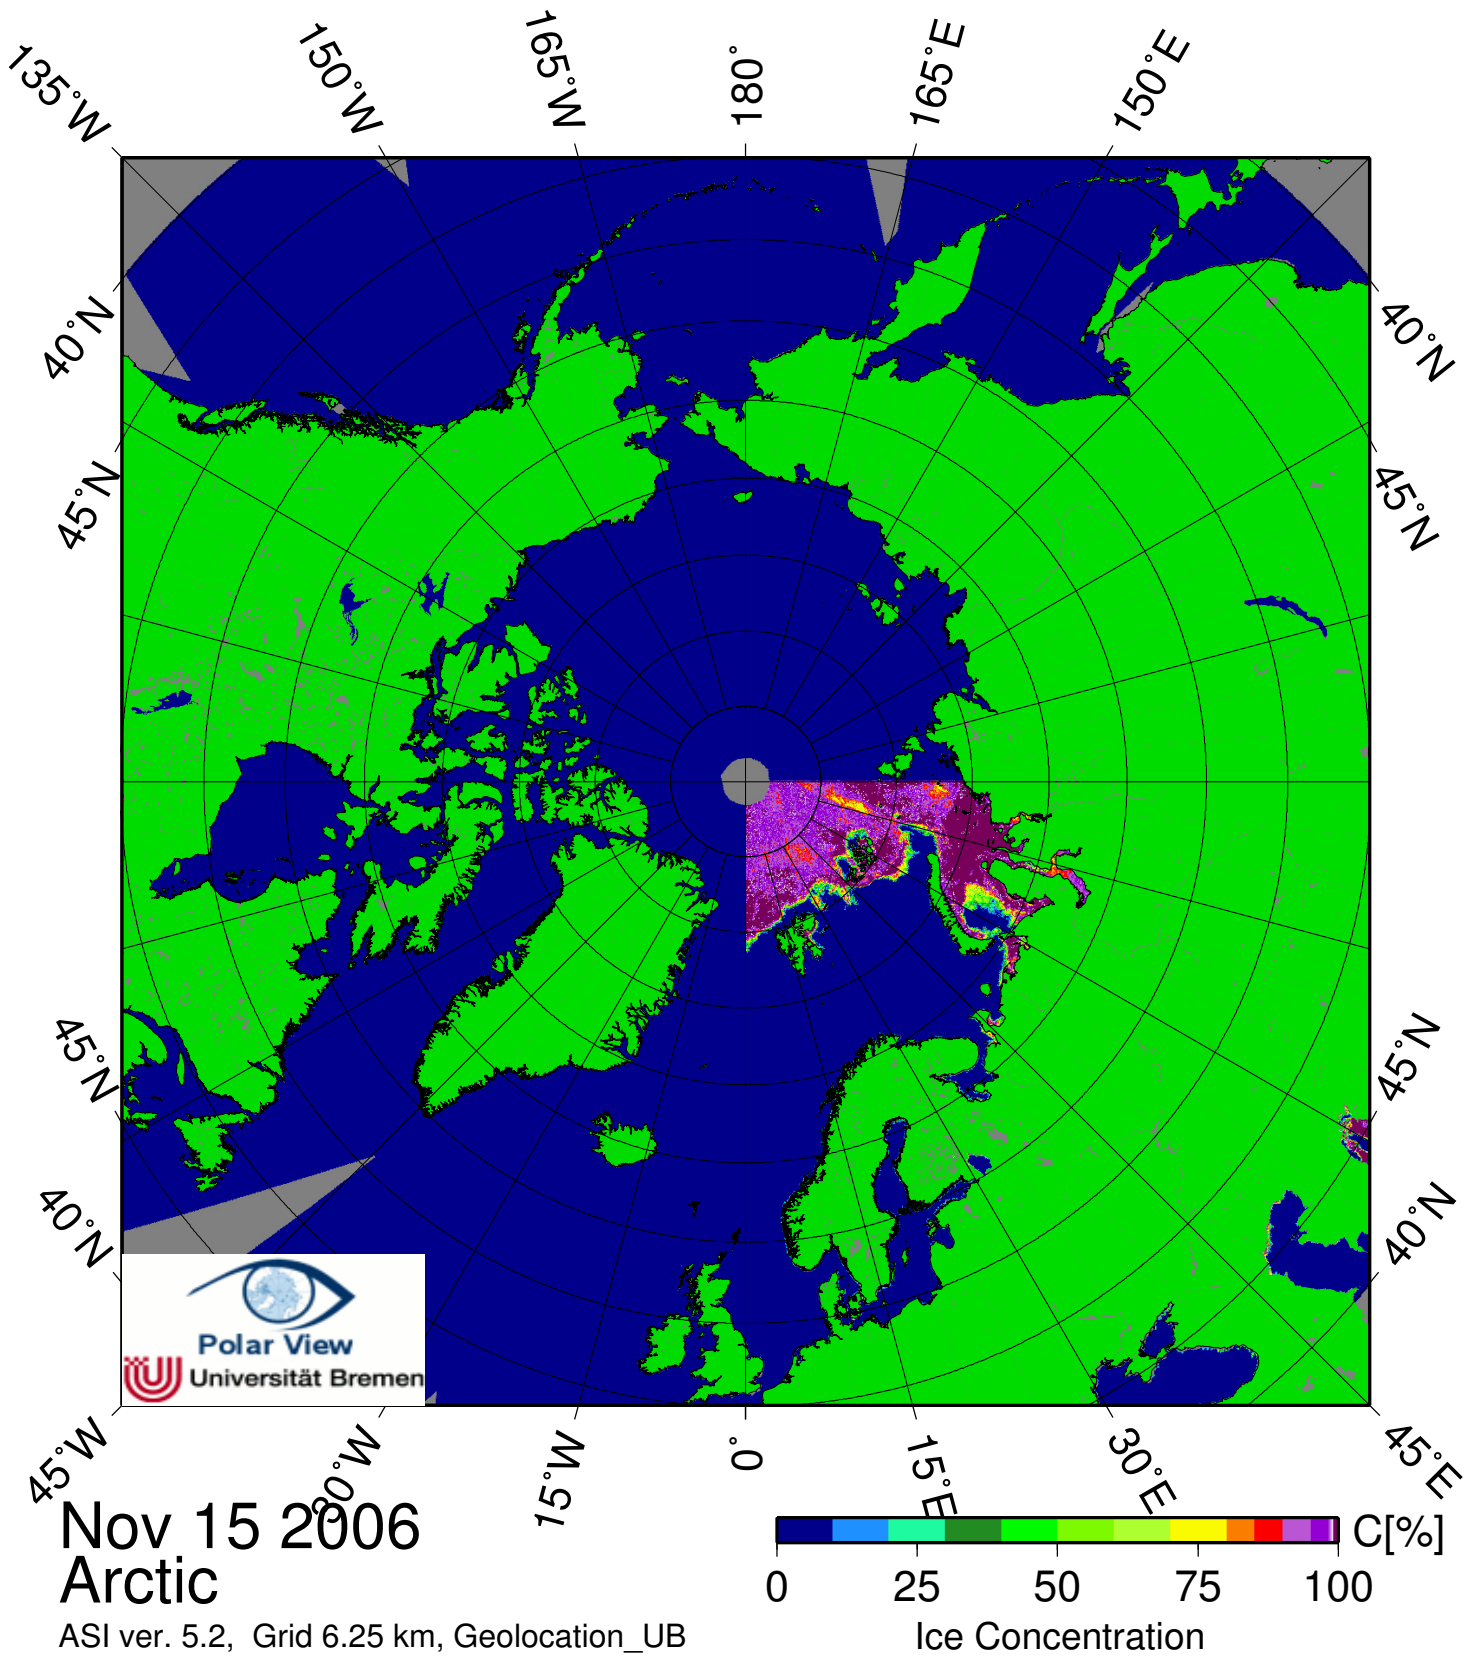 135°W
150°W
165°W
180°
165°E
150°E
40°N
40°N
45°N
45°N
45°N
45°N
40°N
40°N
Polar View
Universität Bremen
45°W
30°W
15°W
0°
15°E
30°E
45°E
Nov 15 2006
Arctic
ASI ver. 5.2, Grid 6.25 km, Geolocation_UB
C[%]
0 25 50 75 100
Ice Concentration